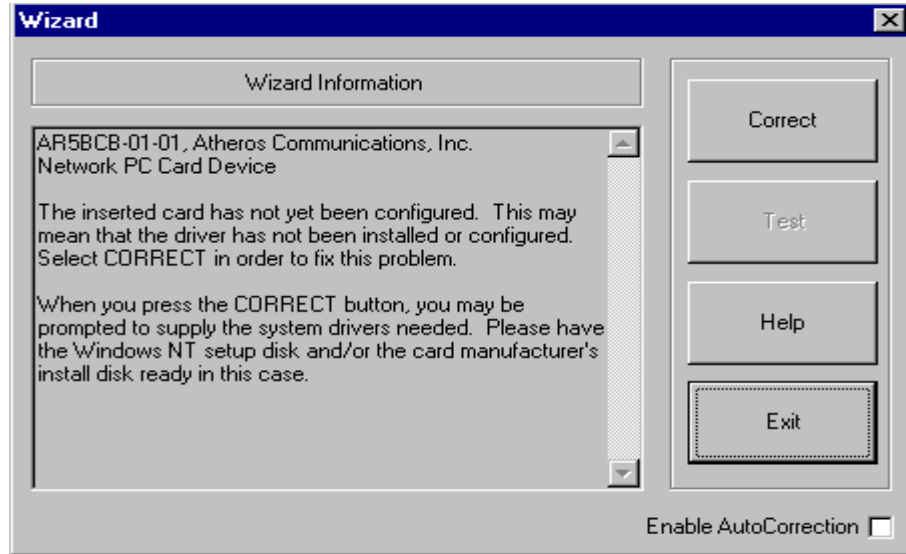 Wizard
Wizard Information
AR5BCB-01-01, Atheros Communications, Inc.
Network PC Card Device
The inserted card has not yet been configured.  This may
mean that the driver has not been installed or configured.
Select CORRECT in order to fix this problem.
When you press the CORRECT button, you may be
prompted to supply the system drivers needed.  Please have
the Windows NT setup disk and/or the card manufacturer's
install disk ready in this case.
Correct
Test
Help
Exit
Enable AutoCorrection